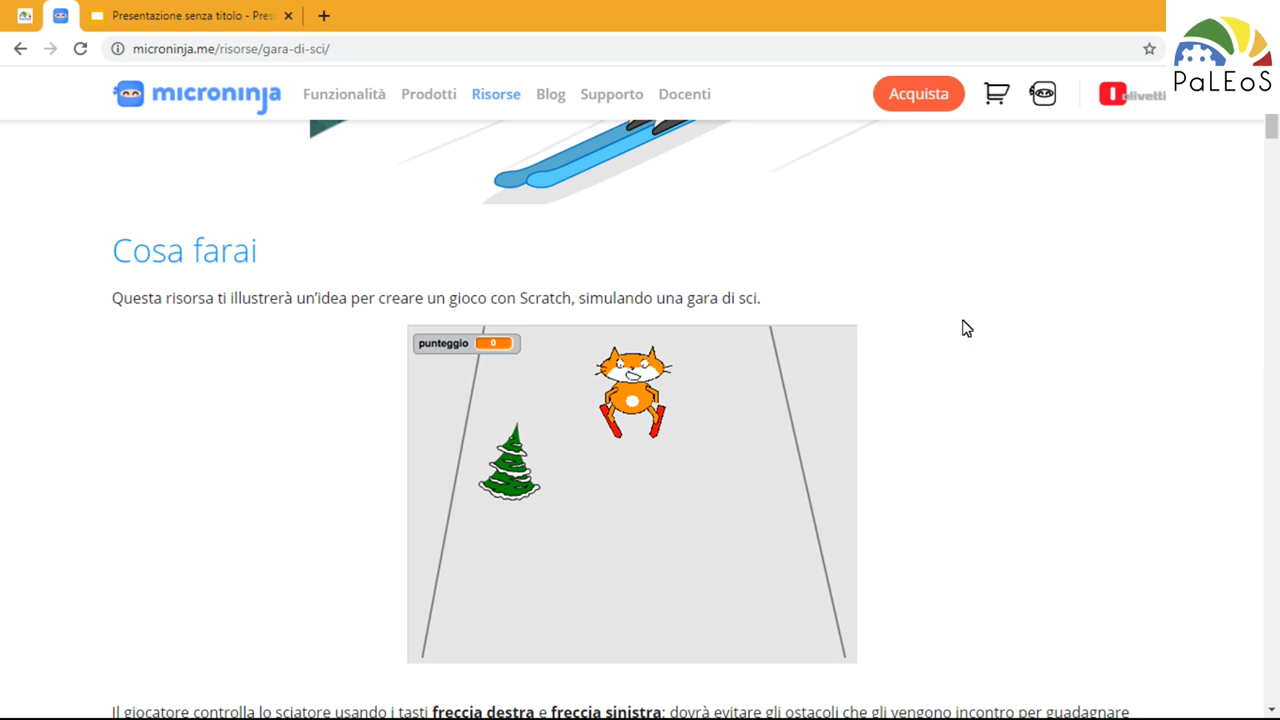 Presentazione senza titolo - Pres
microninja.me/risorse/gara-di-sci/
PaLEoS
microninja Funzionalità Prodotti Risorse Blog Supporto Docenti Acquista olivetti
Cosa farai
Questa risorsa ti illustrerà un'idea per creare un gioco con Scratch, simulando una gara di sci.
punteggio 0
Il giocatore controlla lo sciatore usando i tasti freccia destra e freccia sinistra: dovrà evitare gli ostacoli che gli vengono incontro per guadagnare